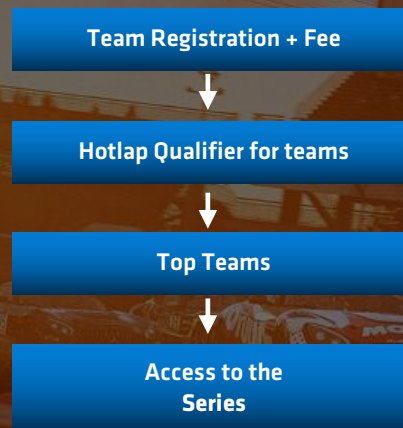 Team Registration + Fee
Hotlap Qualifier for teams
Top Teams
Access to the
Series